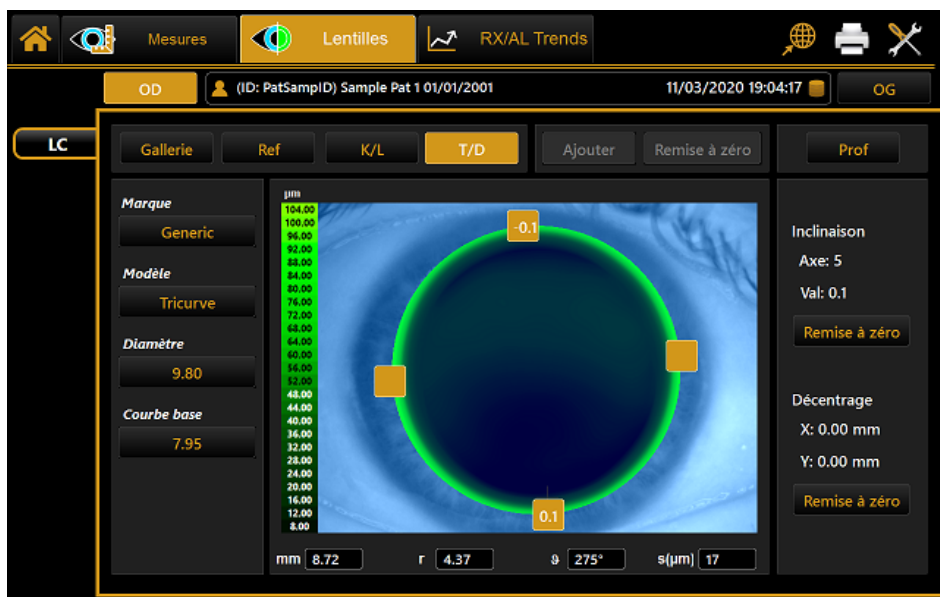 Mesures
Lentilles
RX/AL Trends
OD
(ID: PatSampID) Sample Pat 1 01/01/2001
11/03/2020 19:04:17
OG
LC
Gallerie
Ref
K/L
T/D
Ajouter
Remise à zéro
Prof
Marque
Generic
Modèle
Tricurve
Diamètre
9.80
Courbe base
7.95
µm
104.00
100.00
96.00
92.00
88.00
84.00
80.00
76.00
72.00
68.00
64.00
60.00
56.00
52.00
48.00
44.00
40.00
36.00
32.00
28.00
24.00
20.00
16.00
12.00
8.00
-0.1
0.1
mm 8.72
r 4.37
ϑ 275°
s(µm) 17
Inclinaison
Axe: 5
Val: 0.1
Remise à zéro
Décentrage
X: 0.00 mm
Y: 0.00 mm
Remise à zéro